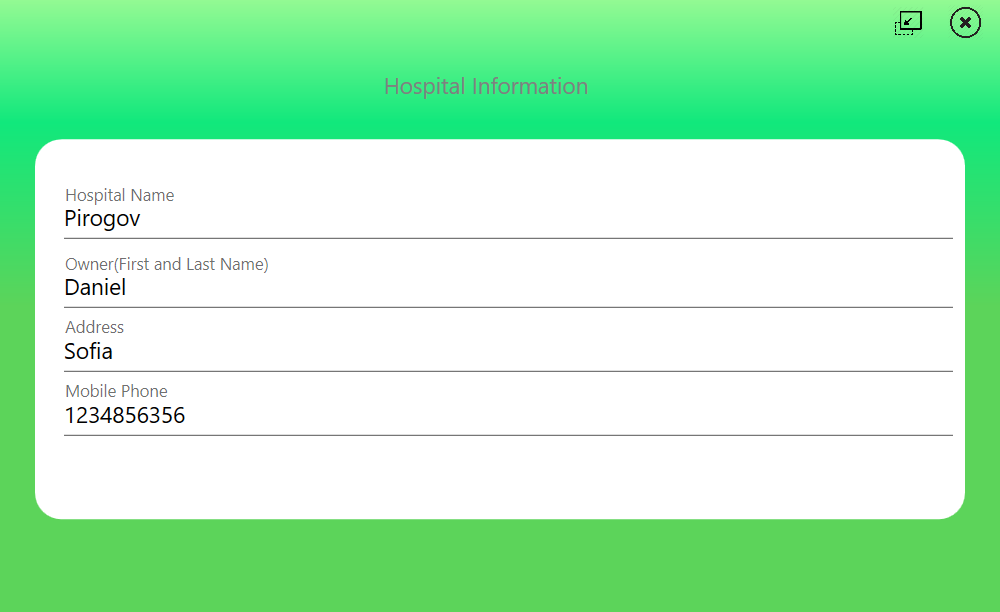 Hospital Information
Hospital Name
Pirogov
Owner(First and Last Name)
Daniel
Address
Sofia
Mobile Phone
1234856356